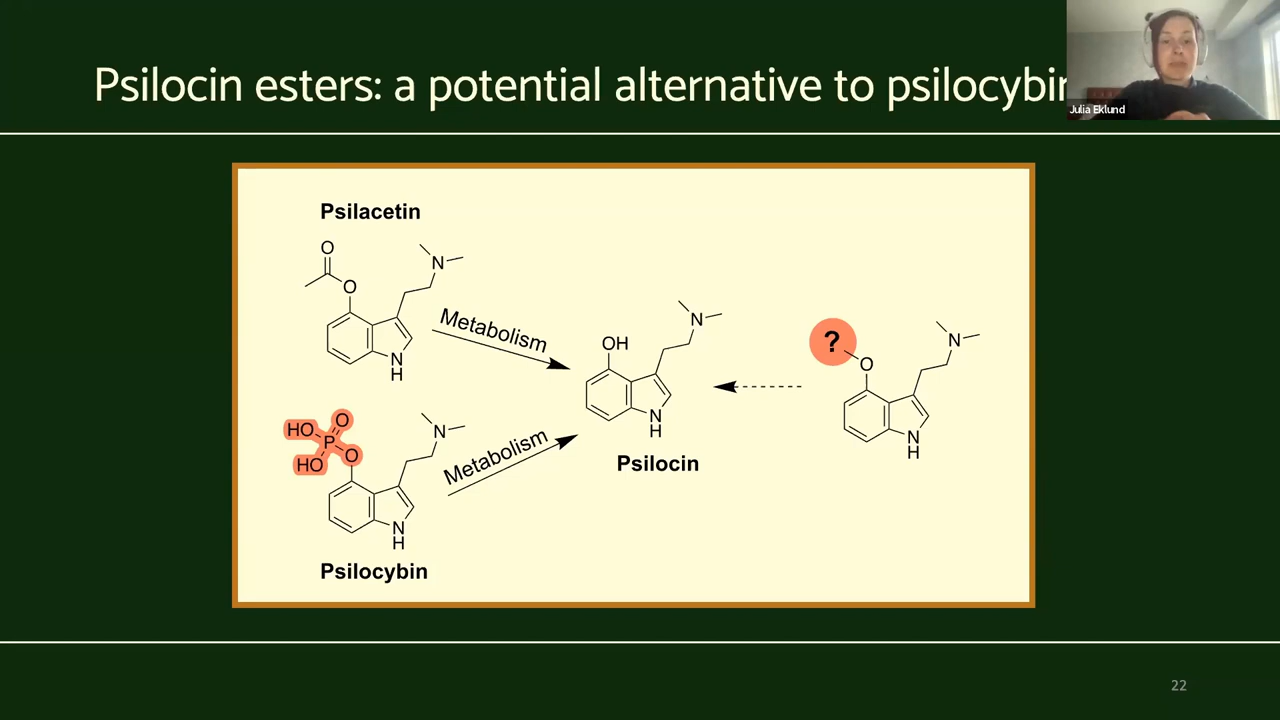 Psilocin esters: a potential alternative to psilocybin
Julia Eklund
Psilacetin
O
O
N
N
H
Metabolism
HO
O
P
HO
O
N
N
H
Metabolism
Psilocybin
OH
N
N
H
Psilocin
?
O
N
N
H
22